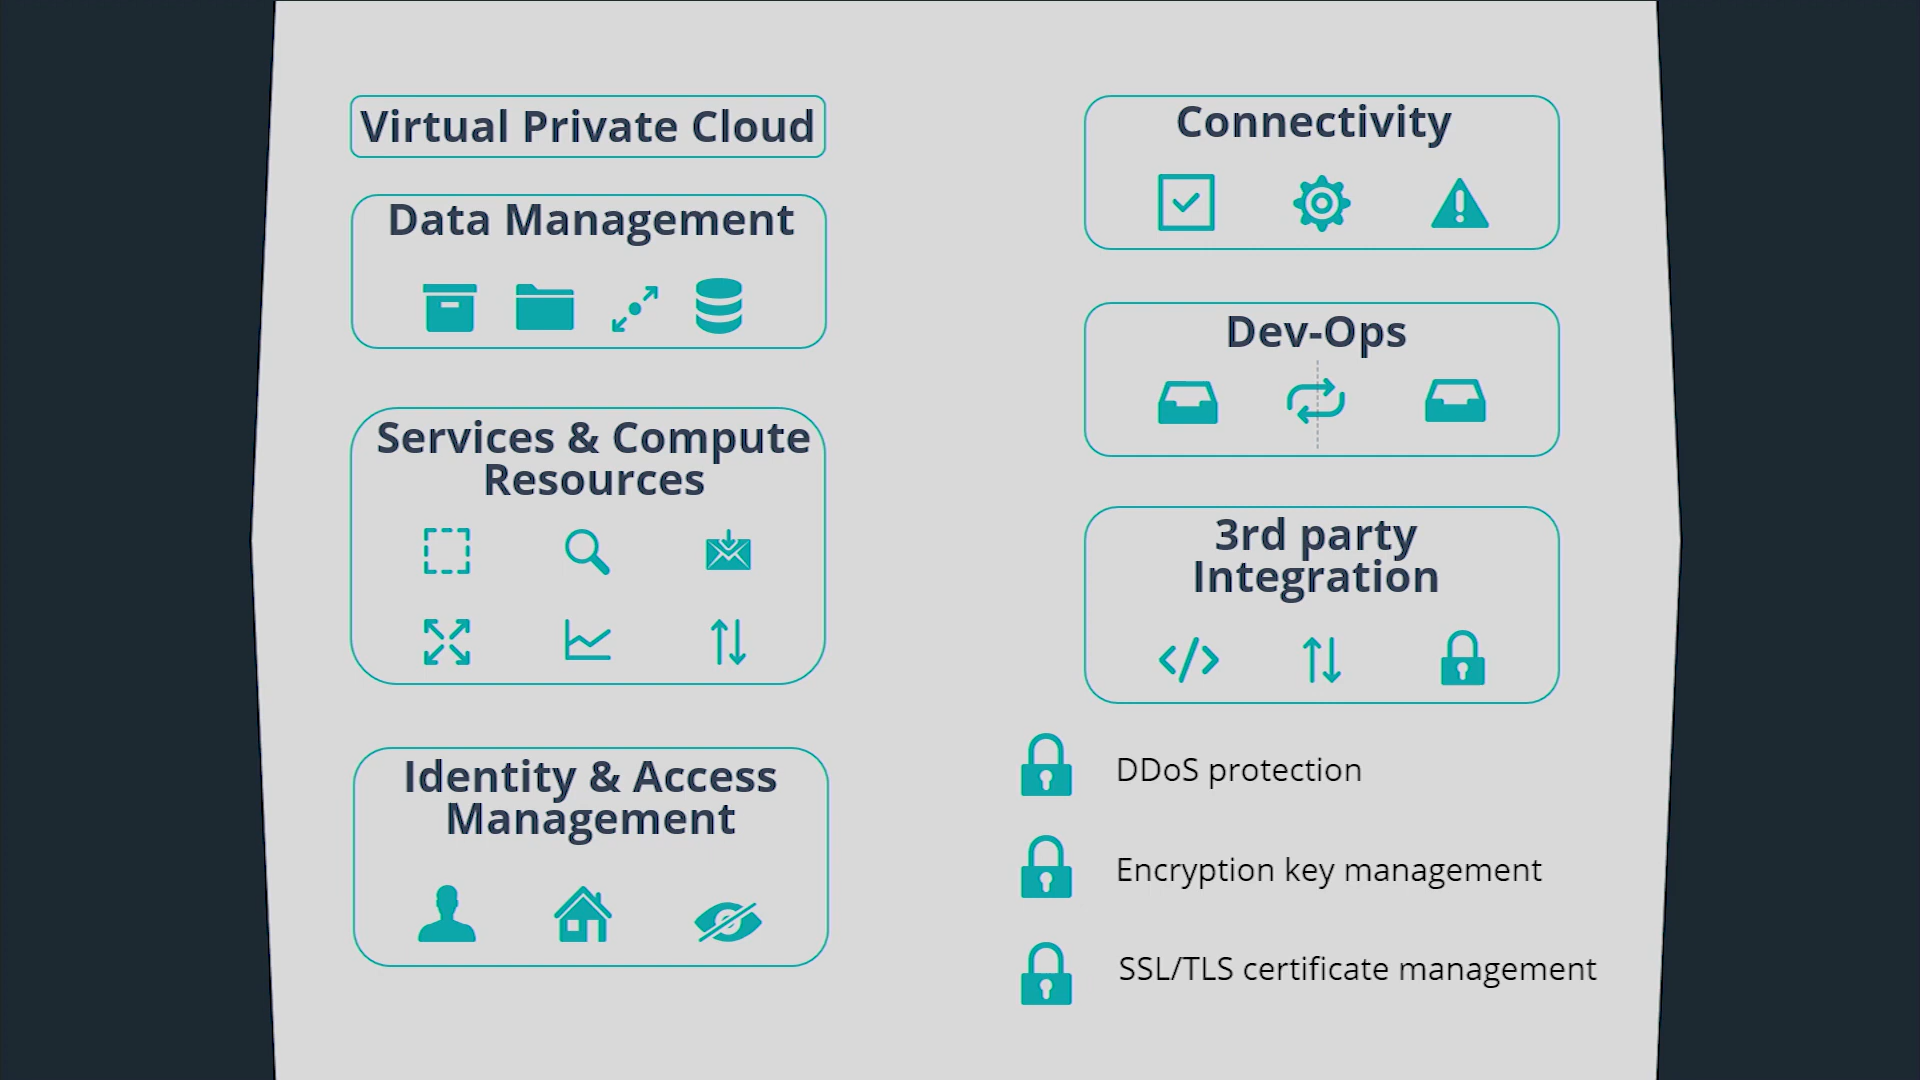 Virtual Private Cloud
Data Management
Services & Compute
Resources
Identity & Access
Management
Connectivity
Dev-Ops
3rd party
Integration
DDoS protection
Encryption key management
SSL/TLS certificate management